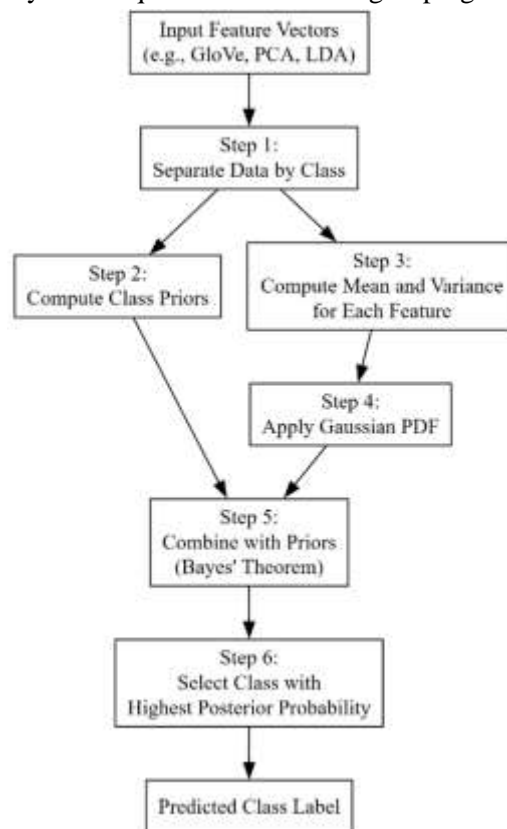 Input Feature Vectors
(e.g., GloVe, PCA, LDA)
Step 1:
Separate Data by Class
Step 2:
Compute Class Priors
Step 3:
Compute Mean and Variance
for Each Feature
Step 4:
Apply Gaussian PDF
Step 5:
Combine with Priors
(Bayes' Theorem)
Step 6:
Select Class with
Highest Posterior Probability
Predicted Class Label